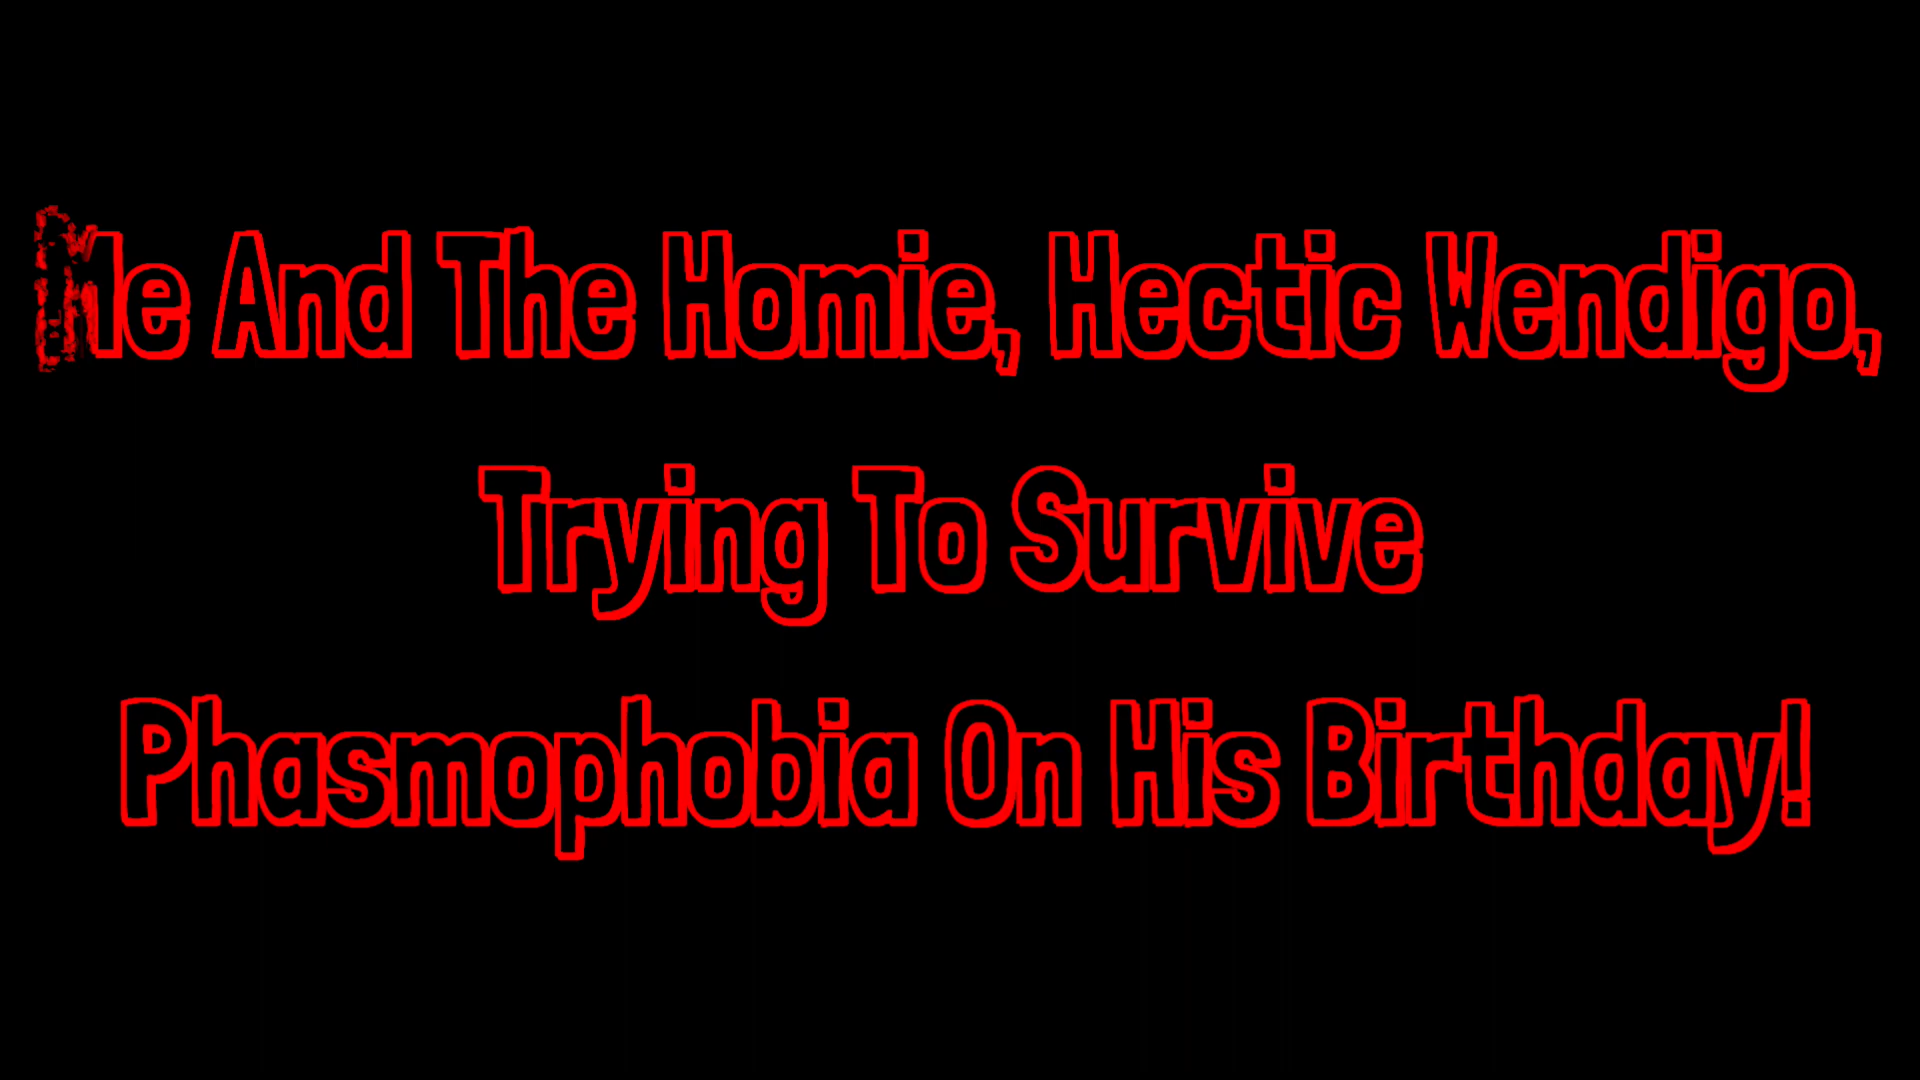 Me And The Homie, Hectic Wendigo,
Trying To Survive
Phasmophobia On His Birthday!